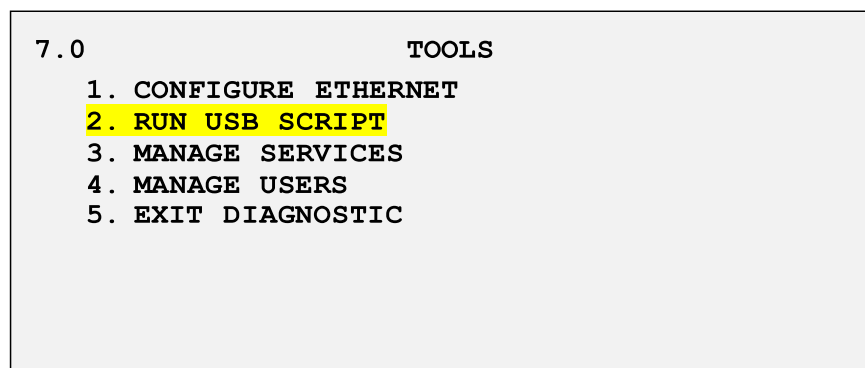 7.0 TOOLS
1. CONFIGURE ETHERNET
2. RUN USB SCRIPT
3. MANAGE SERVICES
4. MANAGE USERS
5. EXIT DIAGNOSTIC